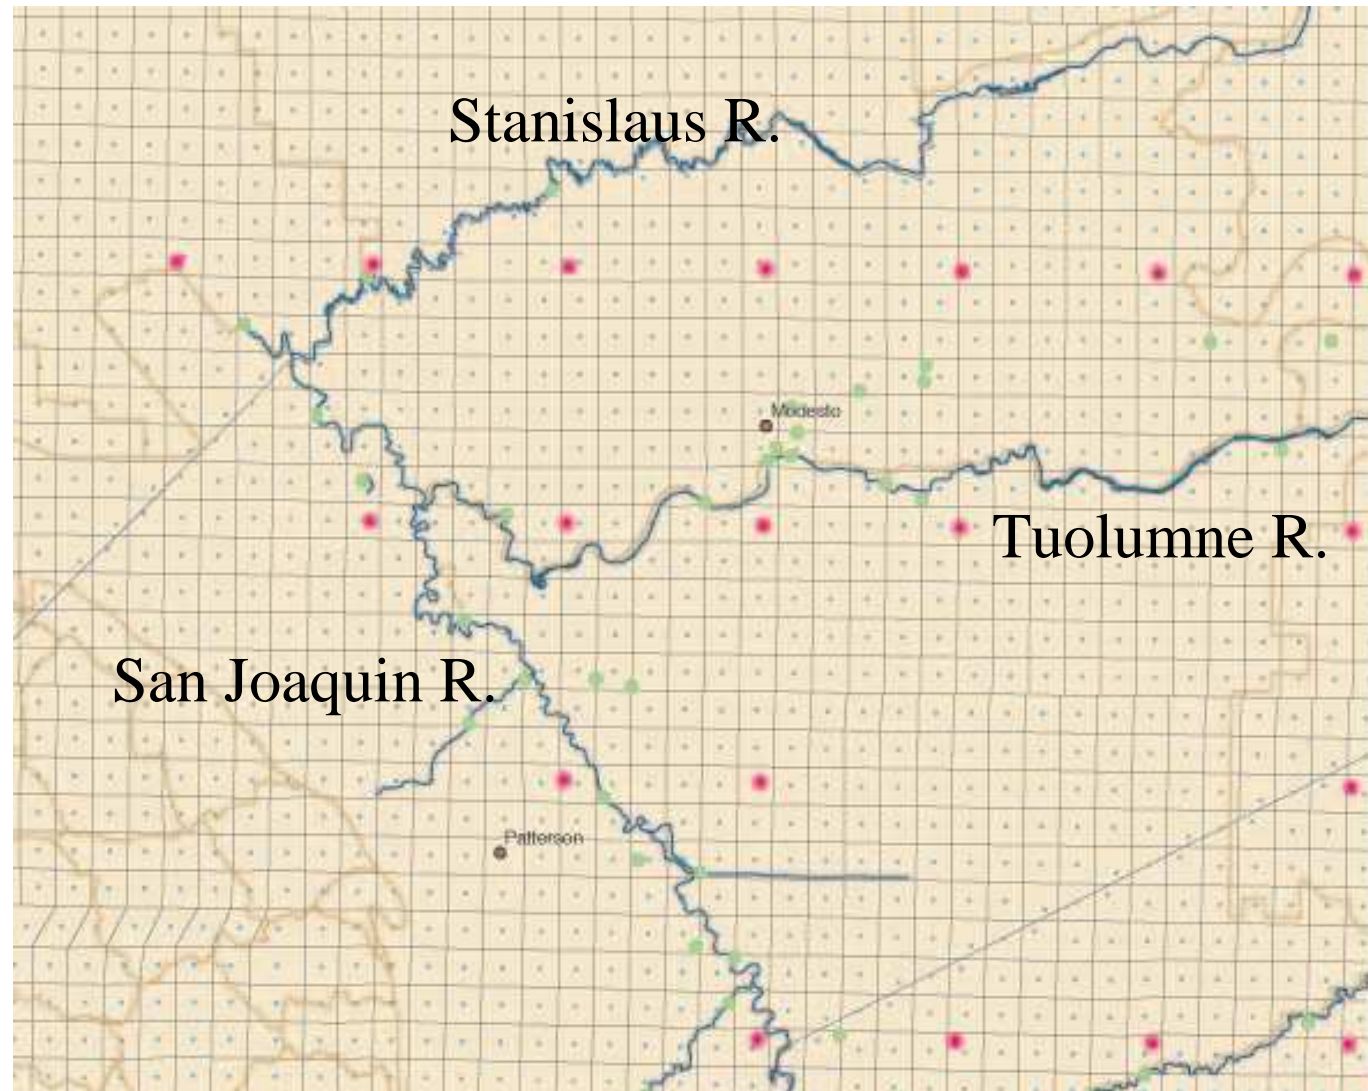 Stanislaus R.
Modesto
Tuolumne R.
San Joaquin R.
Patterson